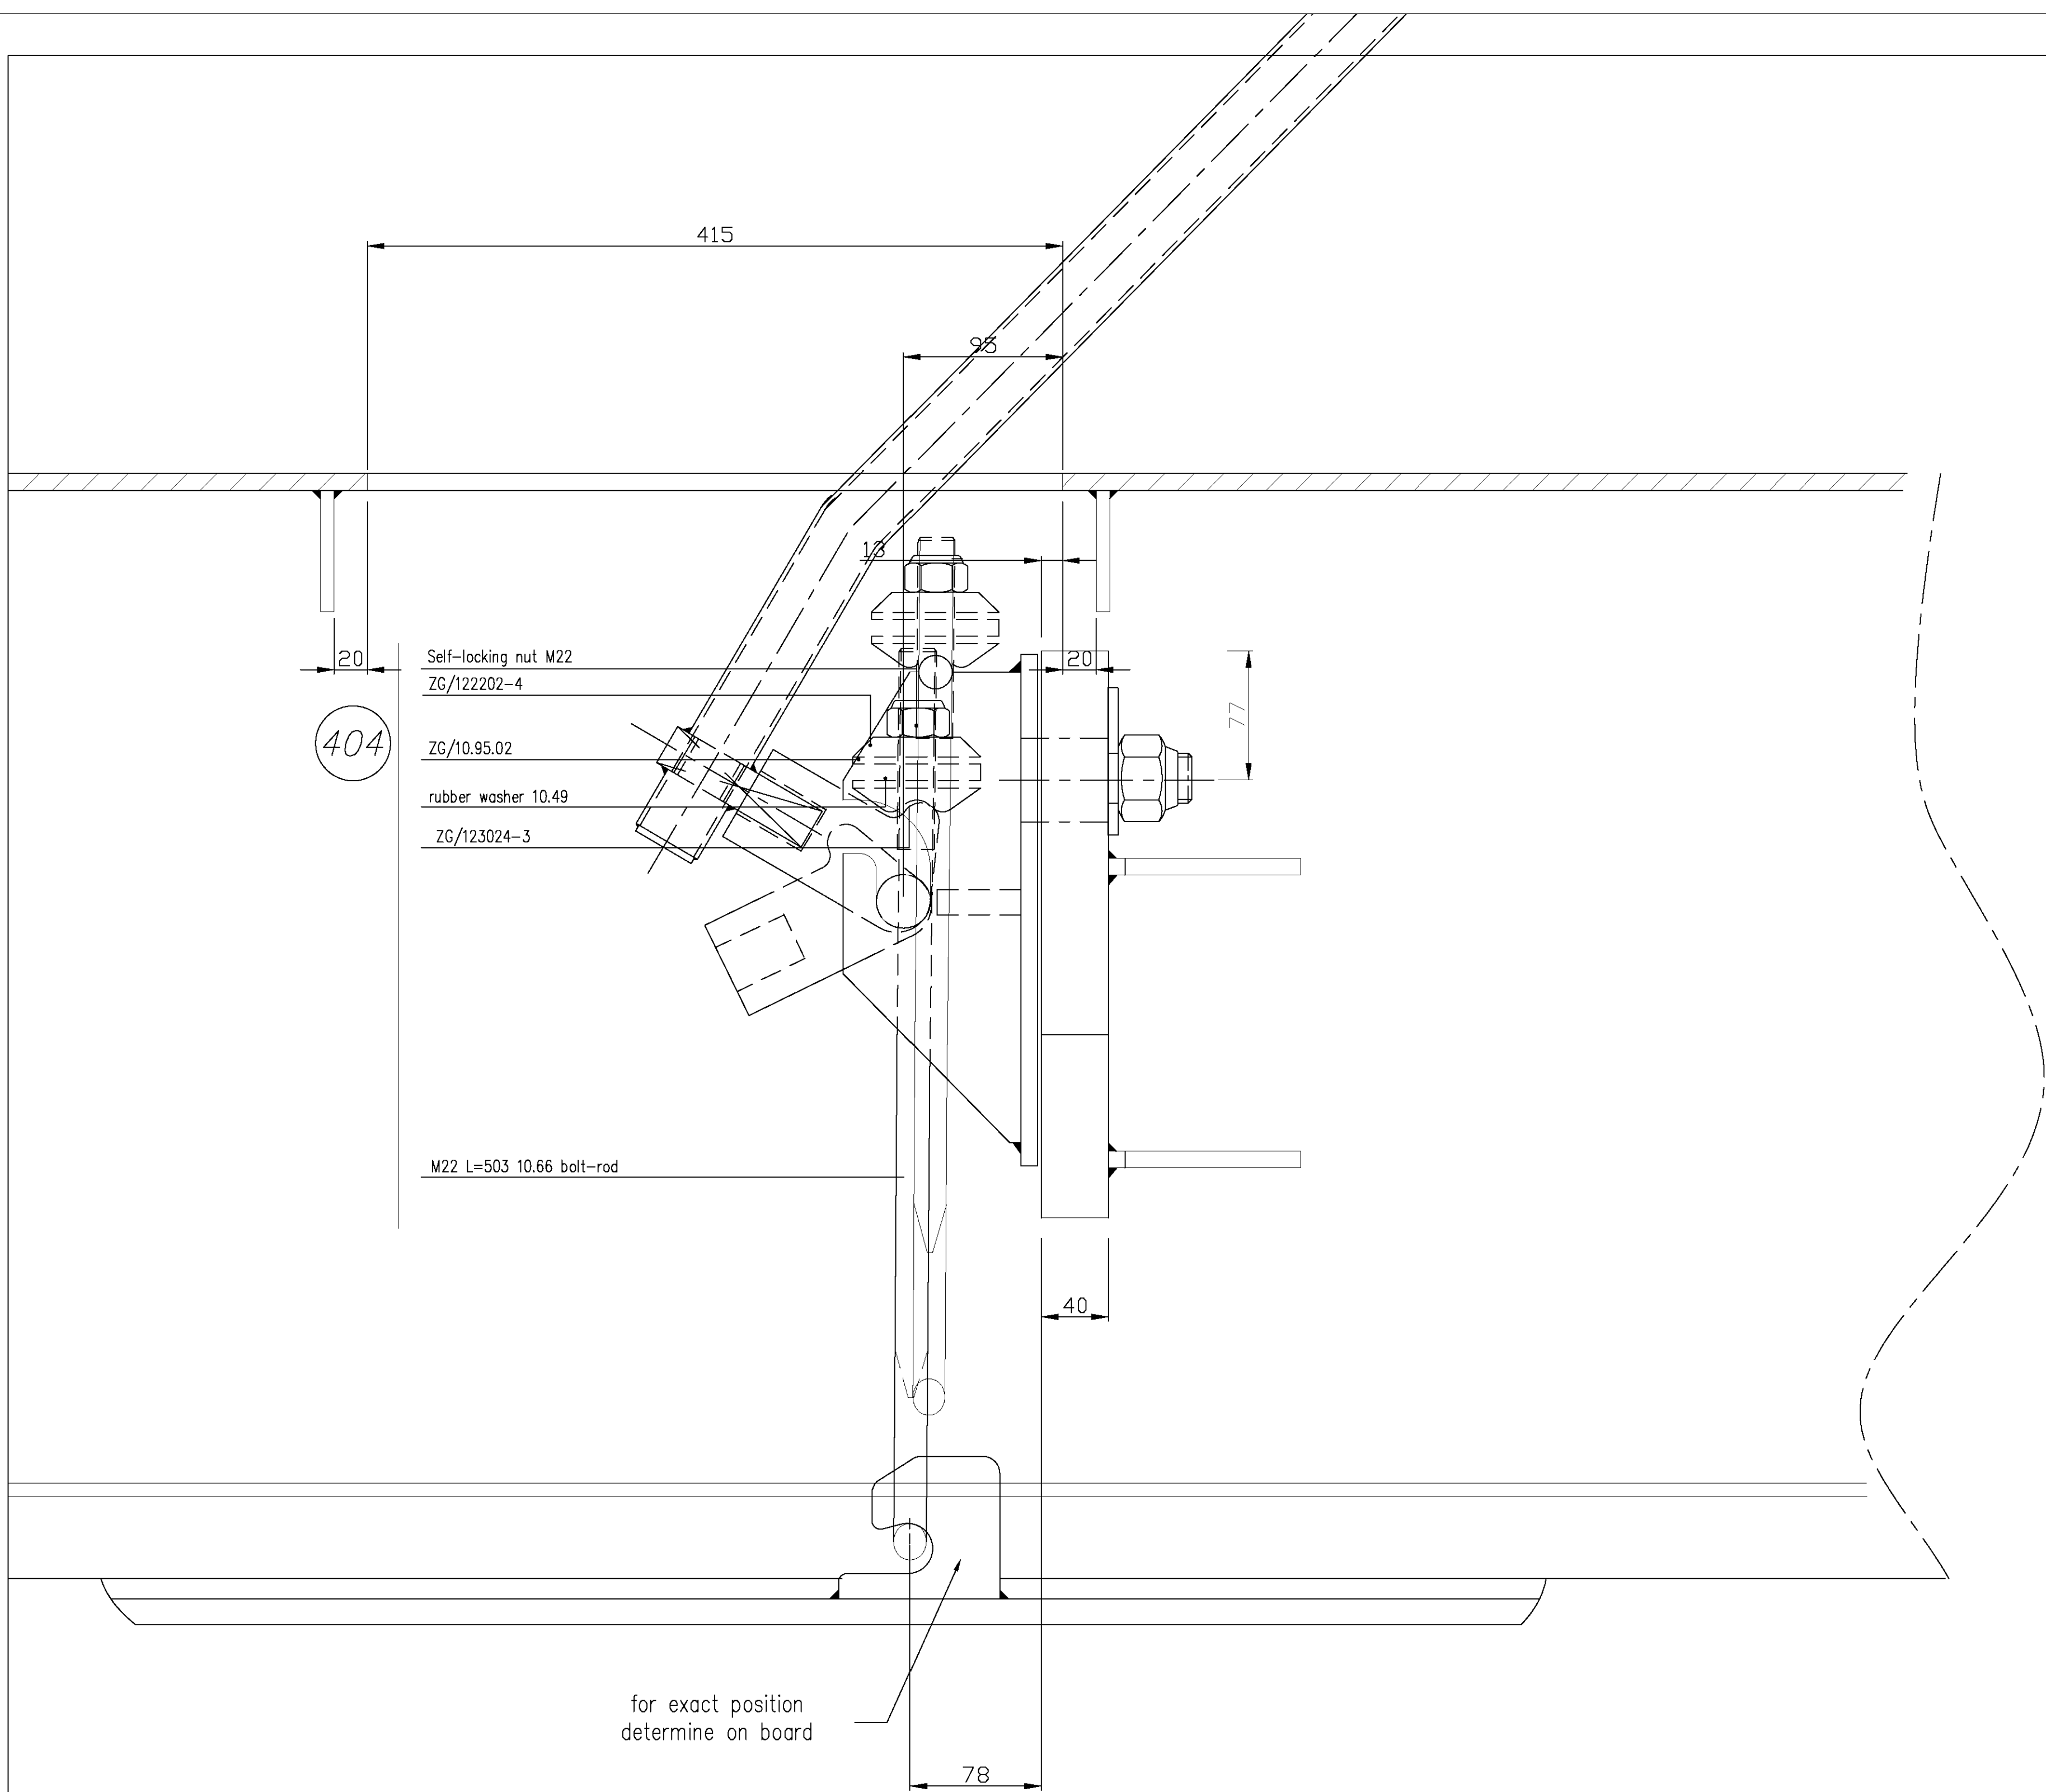 415
95
13
20
Self-locking nut M22
20
ZG/122202-4
77
404
ZG/10.95.02
rubber washer 10.49
ZG/123024-3
M22 L=503 10.66 bolt-rod
40
for exact position
determine on board
78